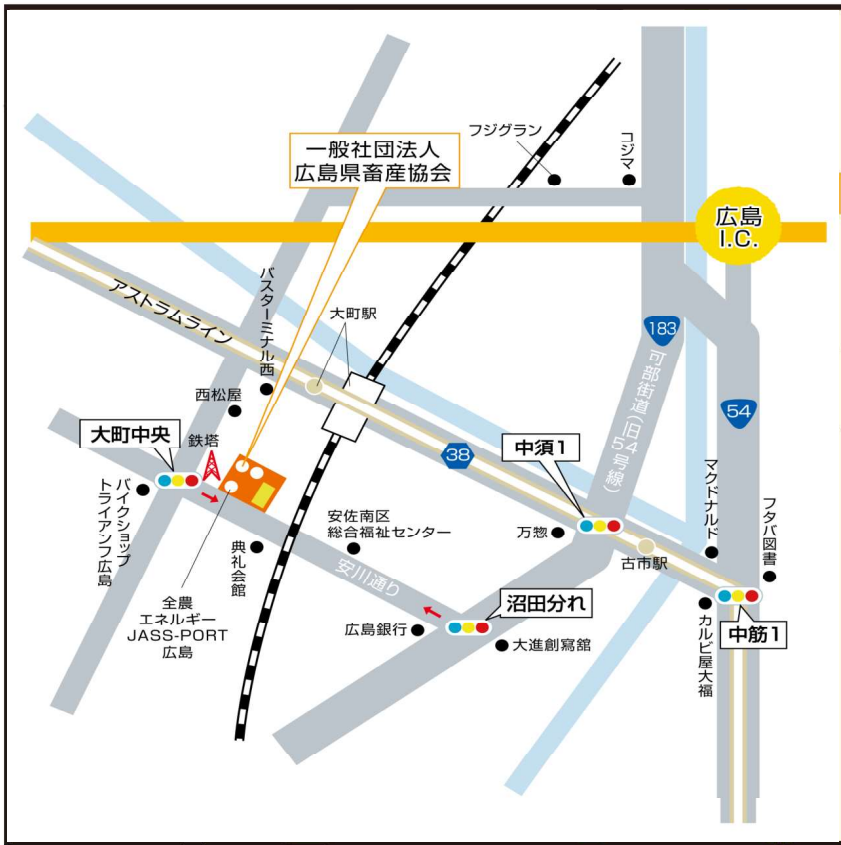 一般社団法人
広島県畜産協会
フジグラン
コジマ
広島
I.C.
アストラムライン
バスターミナル西
大町駅
183
可部街道(旧54号線)
西松屋
54
大町中央
鉄塔
38
中須1
マクドナルド
フタバ図書
バイクショップ
トライアンフ広島
典礼会館
安佐南区
総合福祉センター
万惣
古市駅
安川通り
全農
エネルギー
JASS-PORT
広島
沼田分れ
広島銀行
大進創寫舘
カルビ屋大福
中筋1